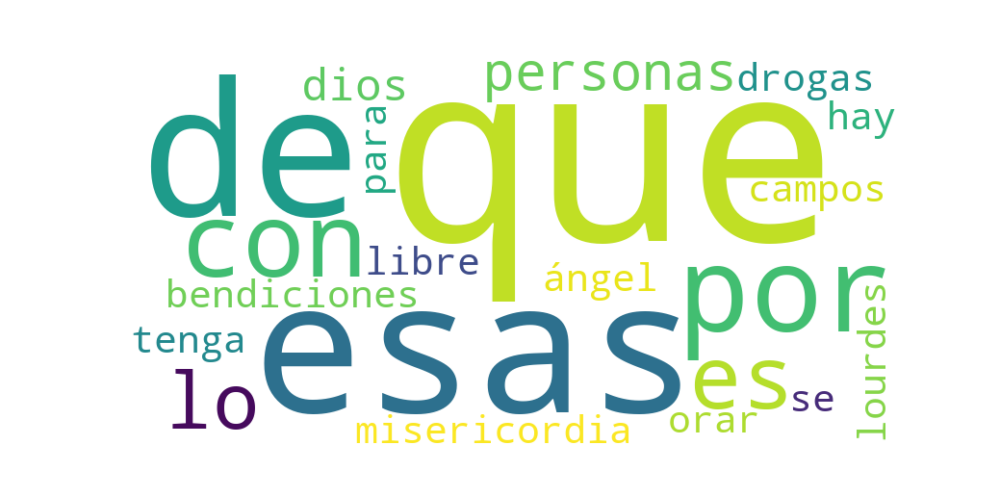 personas
drogas
dios
de
que
para
hay
campos
con
libre
ángel
por
bendiciones
esas
lourdes
tenga
es
lo
se
orar
misericordia